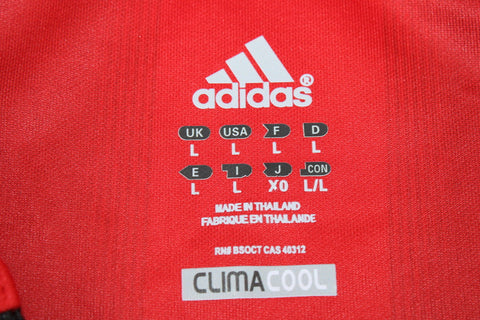 adidas®
UK USA F D
L L L L
E I J CON
L L XO L/L
MADE IN THAILAND
FABRIQUE EN THAILANDE
RN# BSOCT CAS 40312
CLIMACOOL